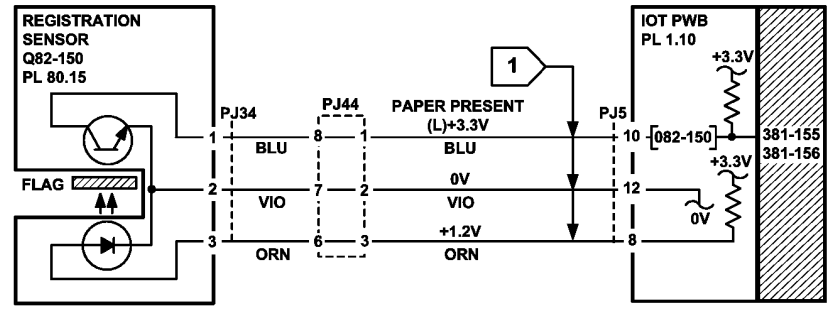 REGISTRATION
SENSOR
Q82-150
PL 80.15
IOT PWB
PL 1.10
+3.3V
1
PJ34
PJ44
PAPER PRESENT
(L)+3.3V
PJ5
1
BLU
8
1
BLU
10
082-150
381-155
381-156
+3.3V
FLAG
2
VIO
7
2
0V
VIO
12
0V
3
ORN
6
3
+1.2V
ORN
8